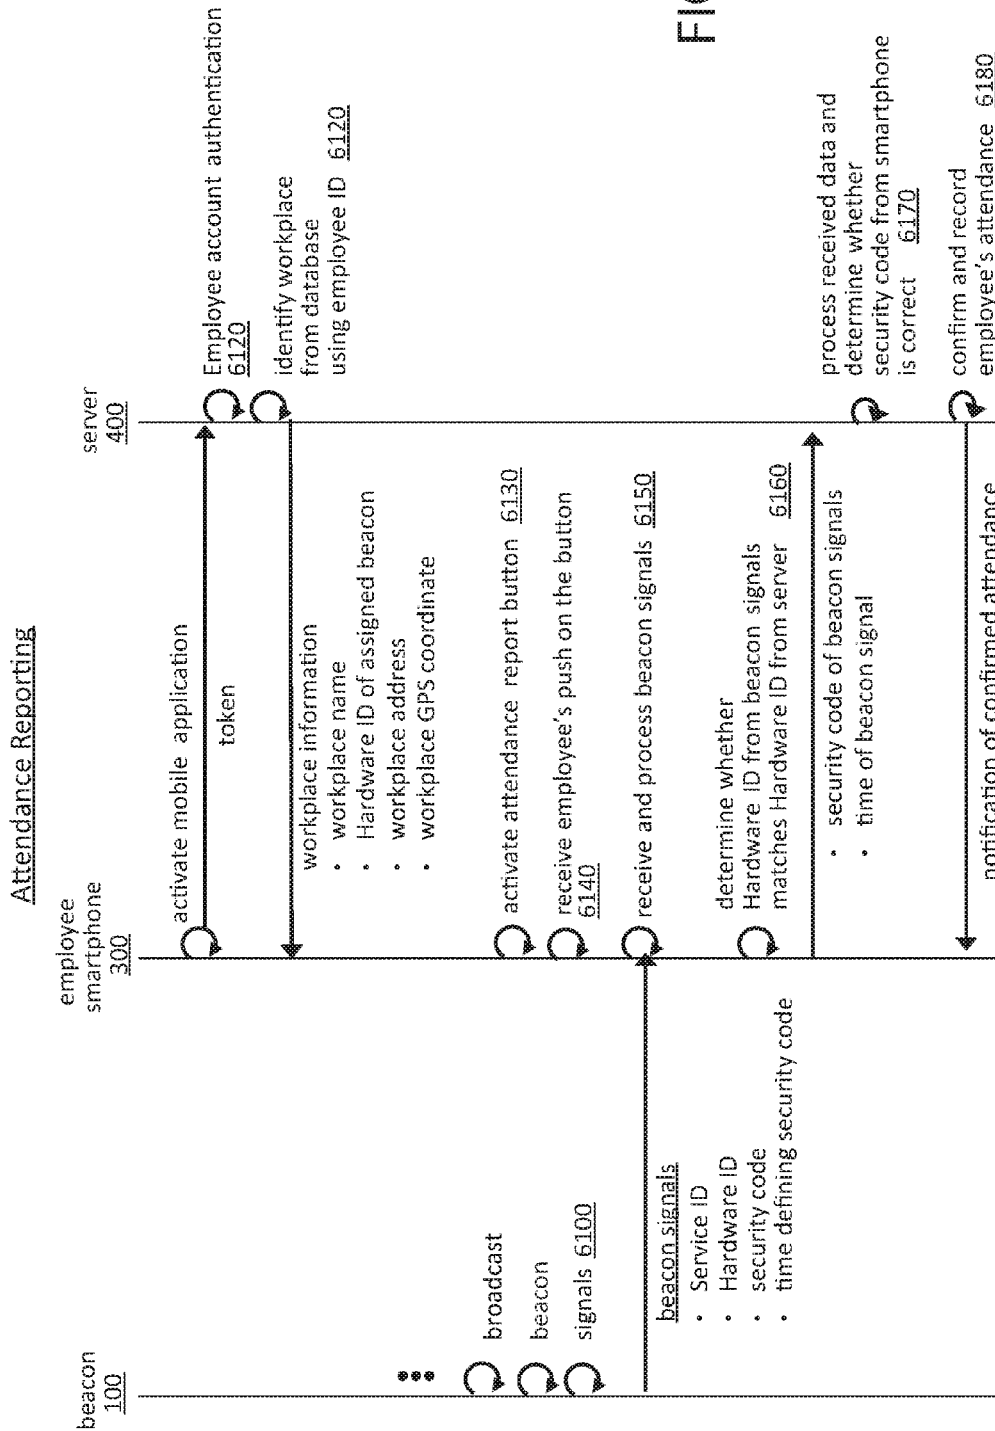 Attendance Reporting
beacon
100
employee
smartphone
300
server
400
activate mobile application
token
Employee account authentication
6120
identify workplace
from database
using employee ID 6120
workplace information
• workplace name
• Hardware ID of assigned beacon
• workplace address
• workplace GPS coordinate
broadcast
beacon
signals 6100
activate attendance report button 6130
receive employee's push on the button
6140
receive and process beacon signals 6150
beacon signals
• Service ID
• Hardware ID
• security code
• time defining security code
determine whether
Hardware ID from beacon signals
matches Hardware ID from server 6160
• security code of beacon signals
• time of beacon signal
process received data and
determine whether
security code from smartphone
is correct 6170
confirm and record
employee's attendance 6180
notification of confirmed attendance